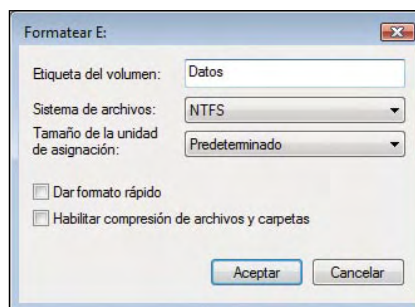 Formatear E:
Etiqueta del volumen: Datos
Sistema de archivos: NTFS
Tamaño de la unidad
de asignación: Predeterminado
Dar formato rápido
Habilitar compresión de archivos y carpetas
Aceptar Cancelar